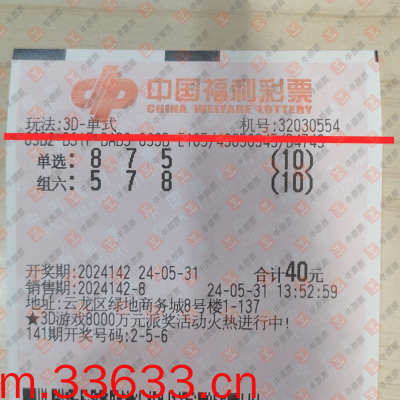 中国福利彩票
CHINA WELFARE LOTTERY
玩法:3D-单式 机号:32030554
单选: 8 7 5 (10)
组六: 5 7 8 (10)
开奖期:2024142 24-05-31 合计40元
销售期:2024142-8 24-05-31 13:52:59
地址:云龙区绿地商务城8号楼1-137
★3D游戏8000万元派奖活动火热进行中!
141期开奖号码:2-5-6
m.33633.cn